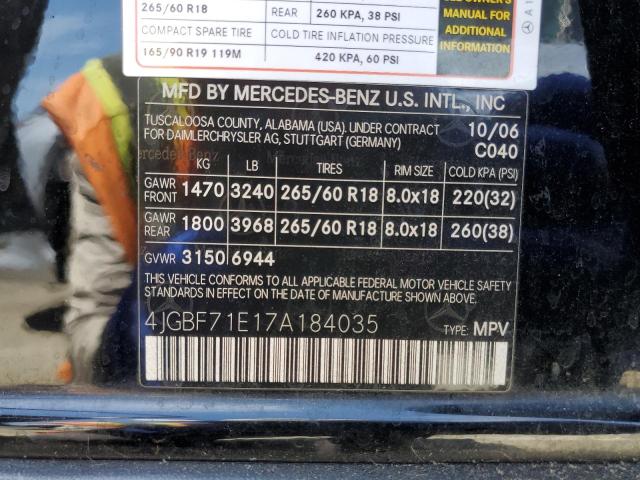 265/60 R18 REAR 260 KPA, 38 PSI
COMPACT SPARE TIRE COLD TIRE INFLATION PRESSURE
165/90 R19 119M 420 KPA, 60 PSI
MANUAL FOR
ADDITIONAL
INFORMATION
MFD BY MERCEDES-BENZ U.S. INTL., INC
TUSCALOOSA COUNTY, ALABAMA (USA). UNDER CONTRACT 10/06
FOR DAIMLERCHRYSLER AG, STUTTGART (GERMANY) C040
KG LB TIRES RIM SIZE COLD KPA (PSI)
GAWR FRONT 1470 3240 265/60 R18 8.0x18 220(32)
GAWR REAR 1800 3968 265/60 R18 8.0x18 260(38)
GVWR 3150 6944
THIS VEHICLE CONFORMS TO ALL APPLICABLE FEDERAL MOTOR VEHICLE SAFETY
STANDARDS IN EFFECT ON THE DATE OF MANUFACTURE SHOWN ABOVE.
4JGBF71E17A184035 TYPE: MPV